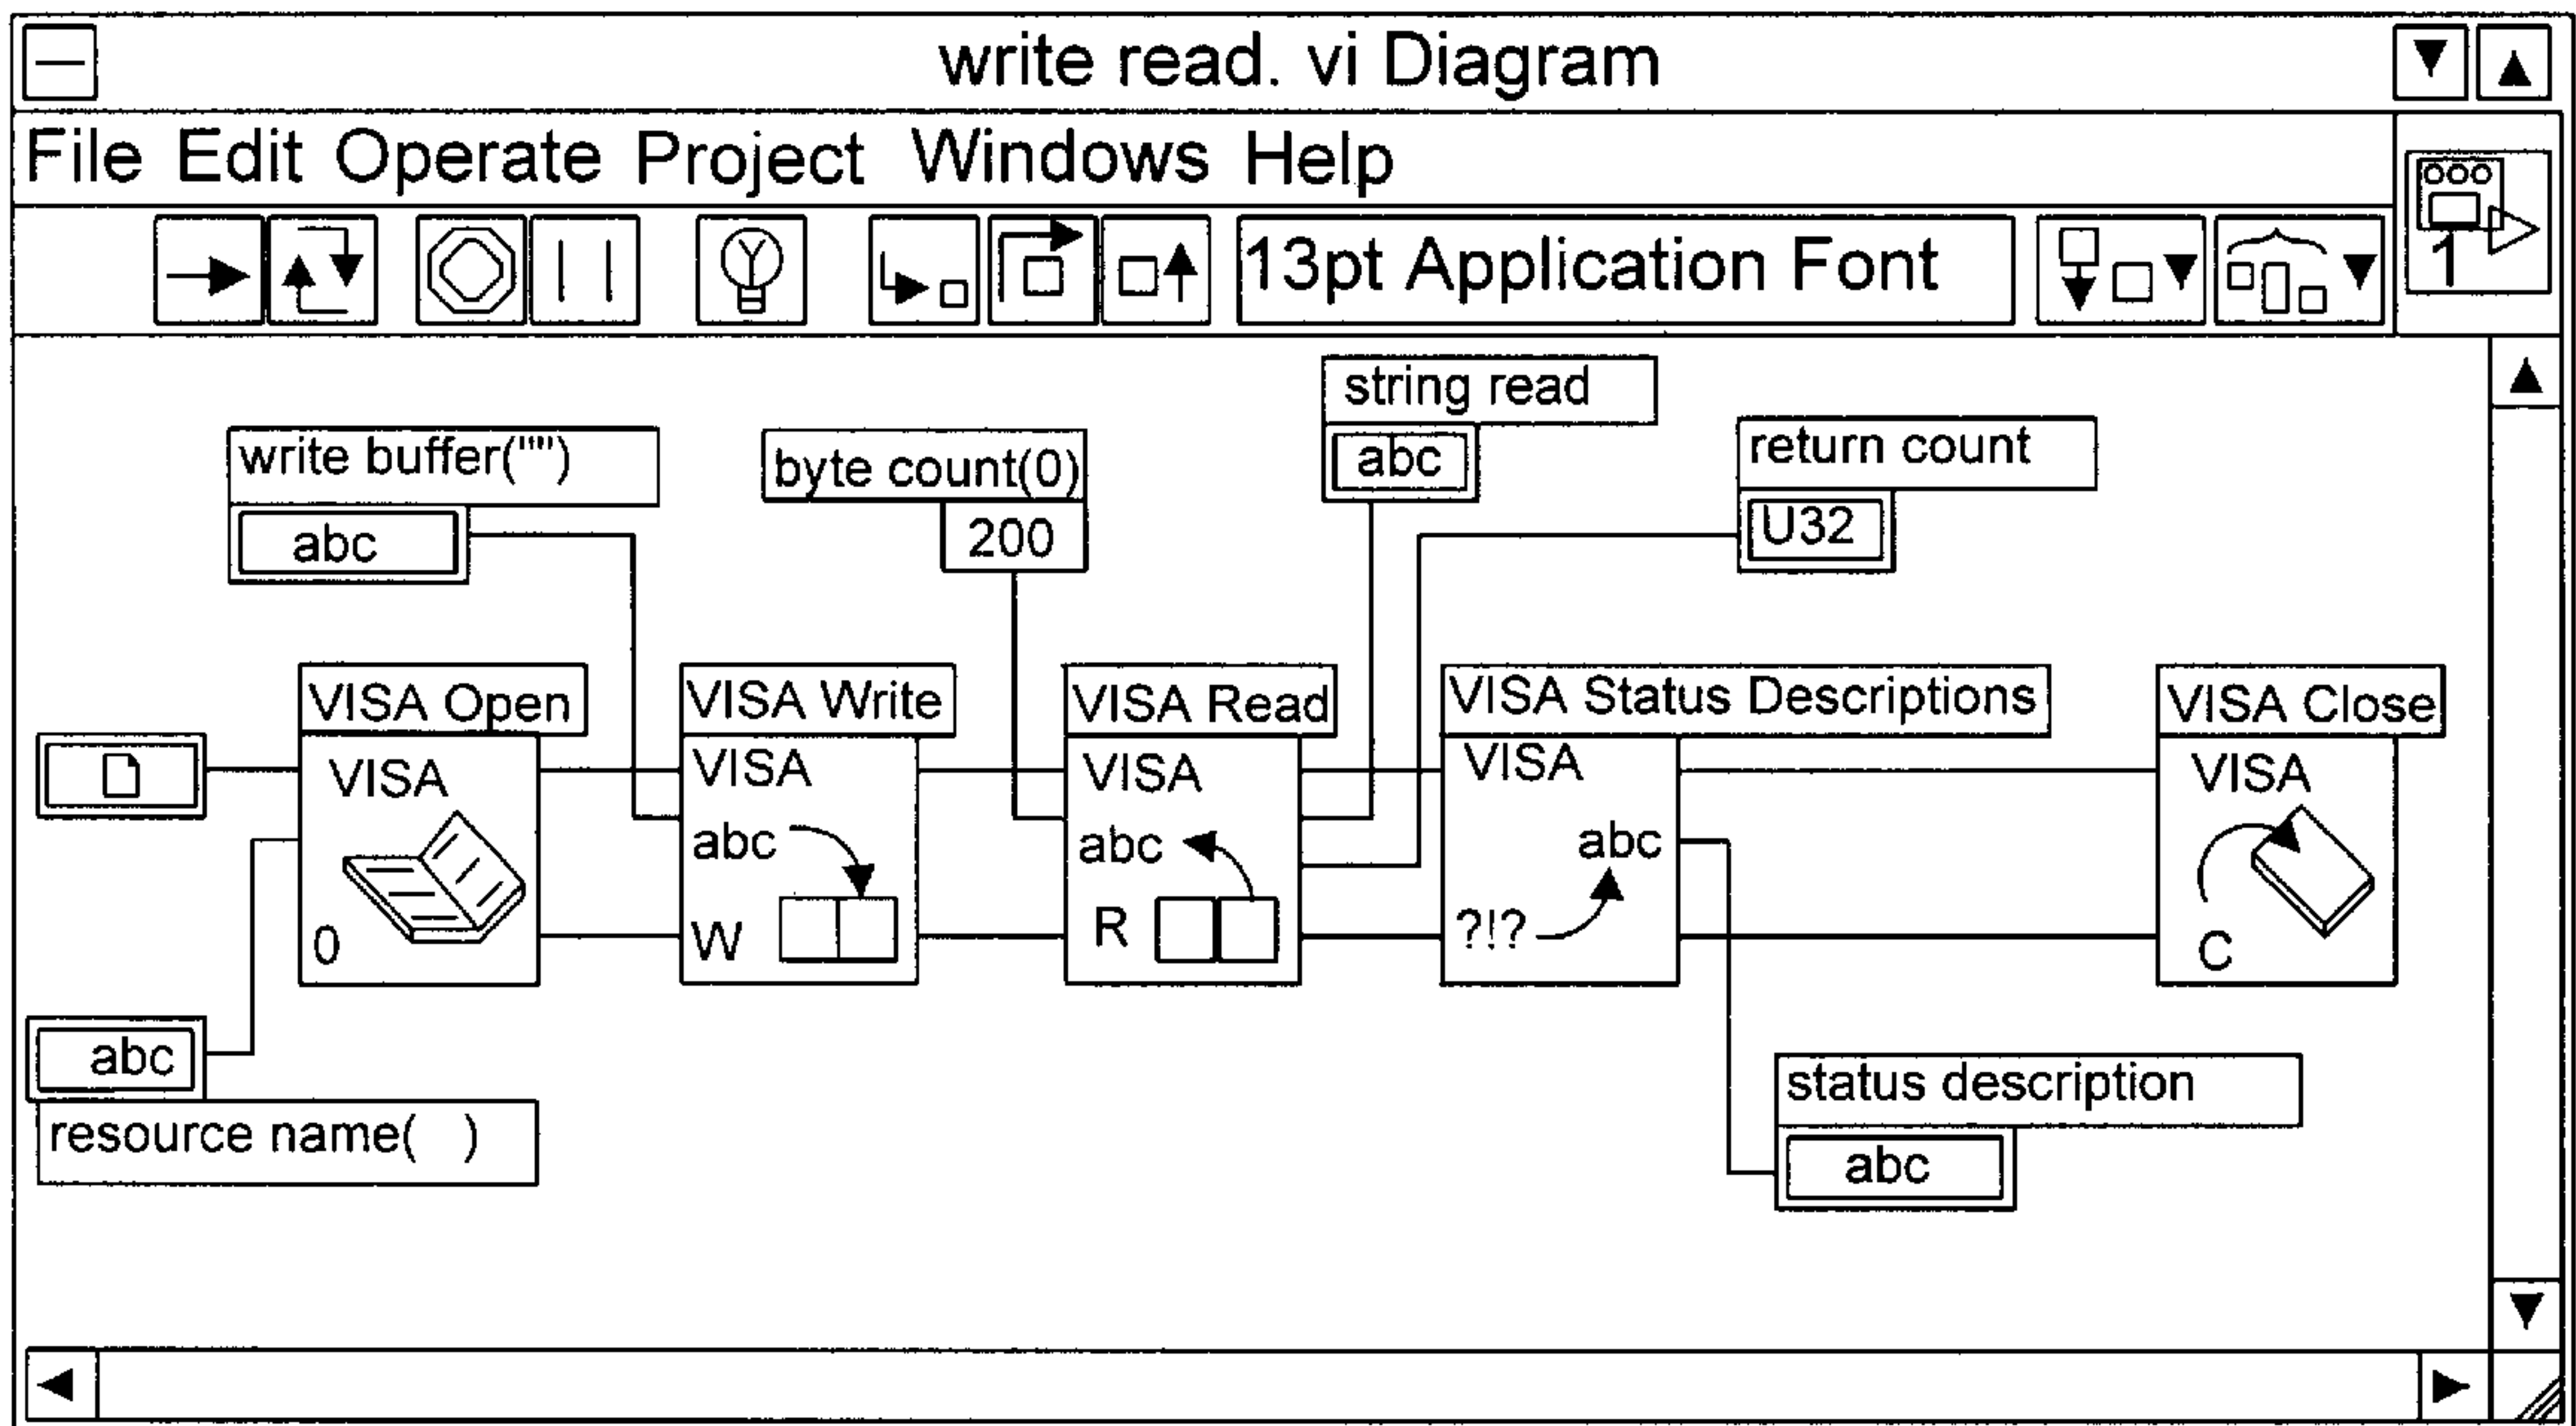 write read. vi Diagram
File Edit Operate Project Windows Help
13pt Application Font
1
string read
abc
write buffer("")
abc
byte count(0)
200
return count
U32
VISA Open
VISA
0
VISA Write
VISA
abc
W
VISA Read
VISA
abc
R
VISA Status Descriptions
VISA
abc
?!?
VISA Close
VISA
C
abc
resource name( )
status description
abc